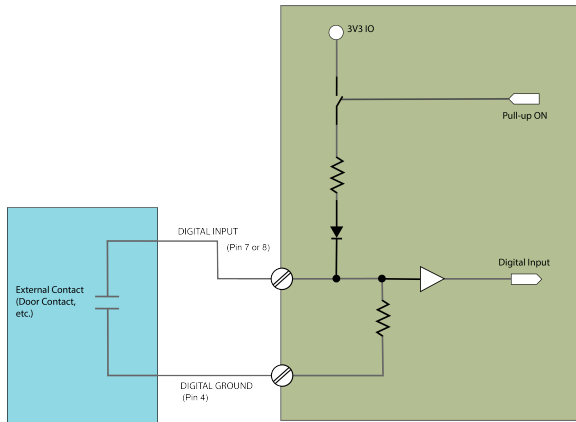 3V3 IO
Pull-up ON
DIGITAL INPUT
(Pin 7 or 8)
Digital Input
External Contact
(Door Contact,
etc.)
DIGITAL GROUND
(Pin 4)